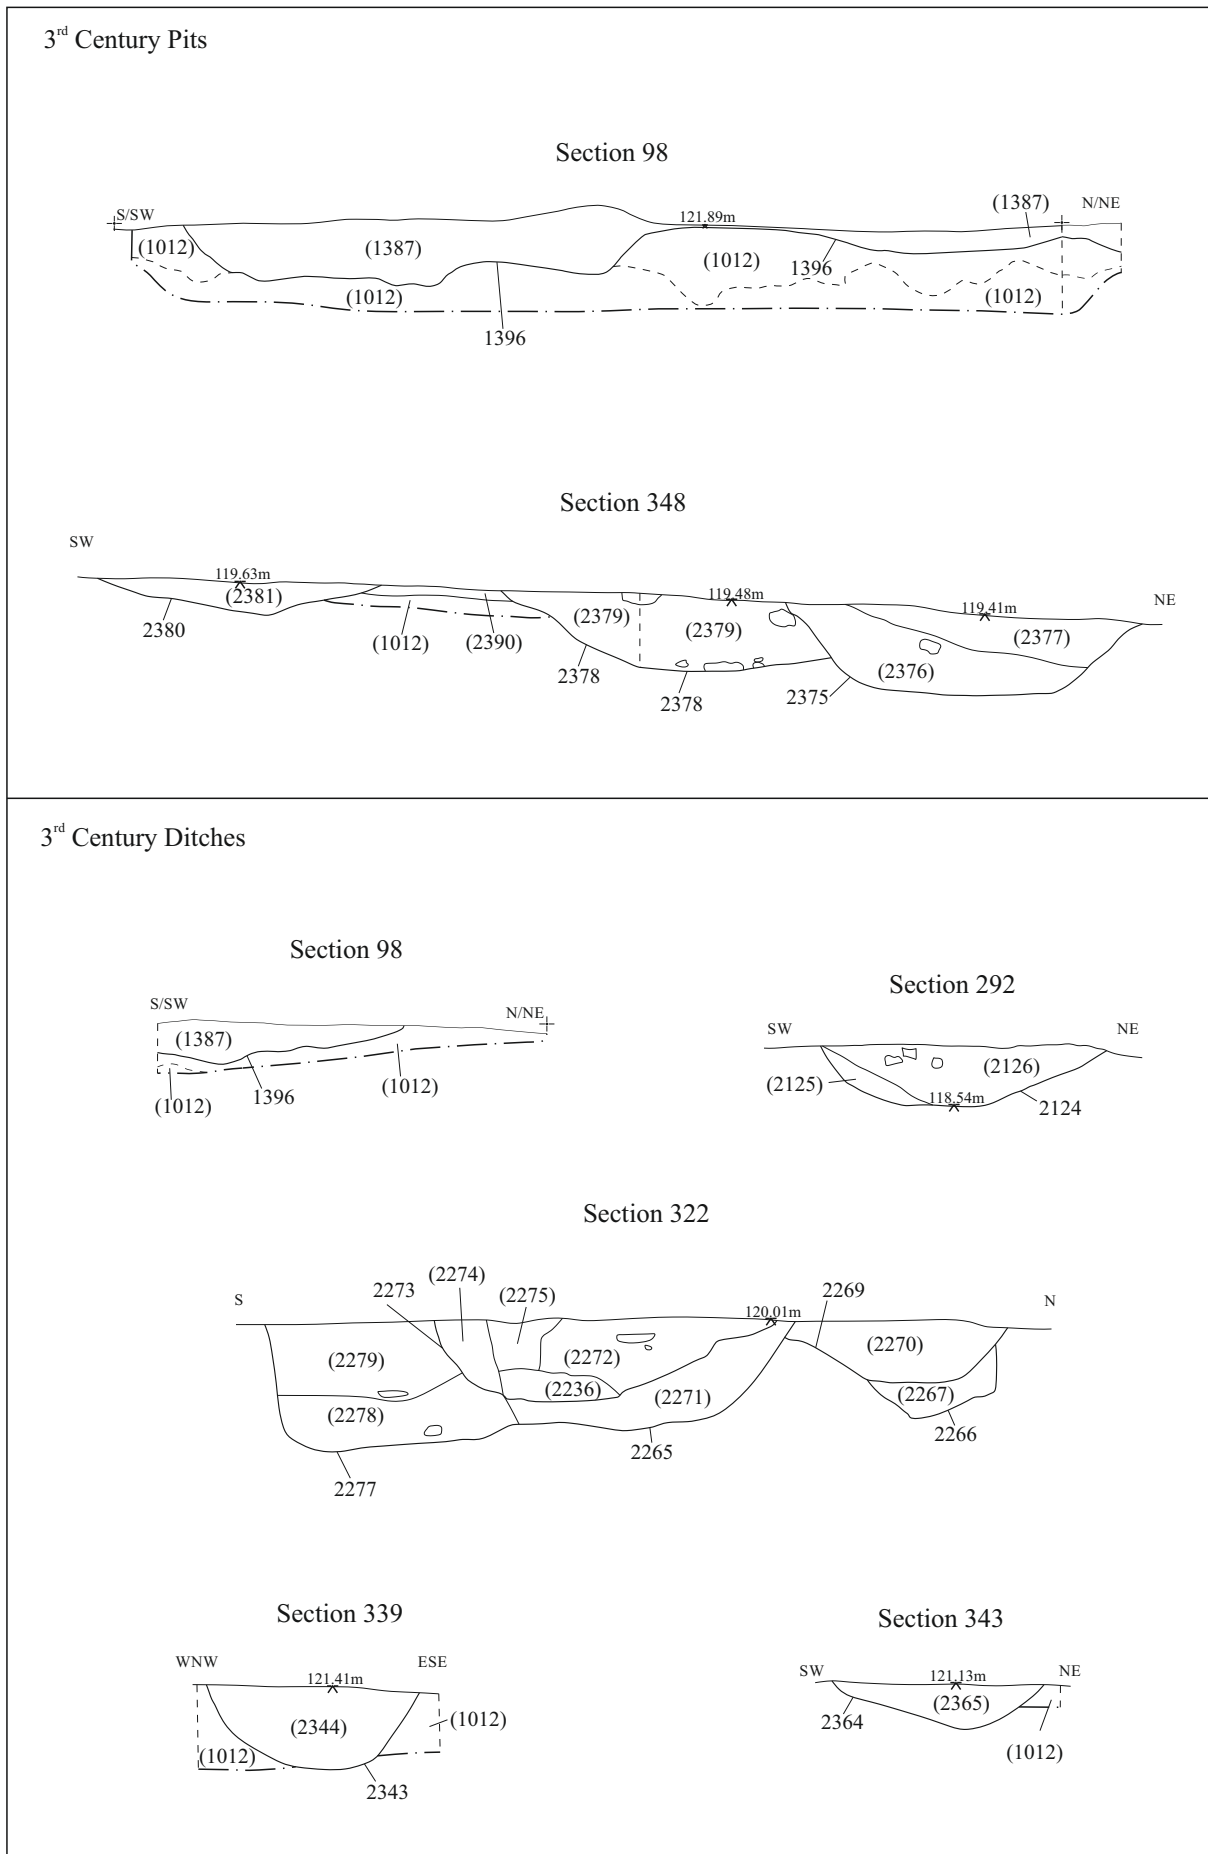 3rd Century Pits
Section 98
S/SW
N/NE
(1387)
121.89m
(1012)
(1387)
(1012)
1396
(1012)
(1012)
1396
Section 348
SW
119.63m
(2381)
119.48m
119.41m
NE
2380
(1012)
(2390)
(2379)
(2379)
(2377)
2378
(2376)
2378
2375
3rd Century Ditches
Section 98
S/SW
N/NE
(1387)
(1012)
1396
(1012)
Section 292
SW
NE
(2125)
(2126)
118.54m
2124
Section 322
S
2273
(2274)
(2275)
120.01m
2269
N
(2279)
(2272)
(2270)
(2236)
(2271)
(2267)
(2278)
2265
2266
2277
Section 339
WNW
ESE
121.41m
(2344)
(1012)
(1012)
2343
Section 343
SW
121.13m
NE
2364
(2365)
(1012)